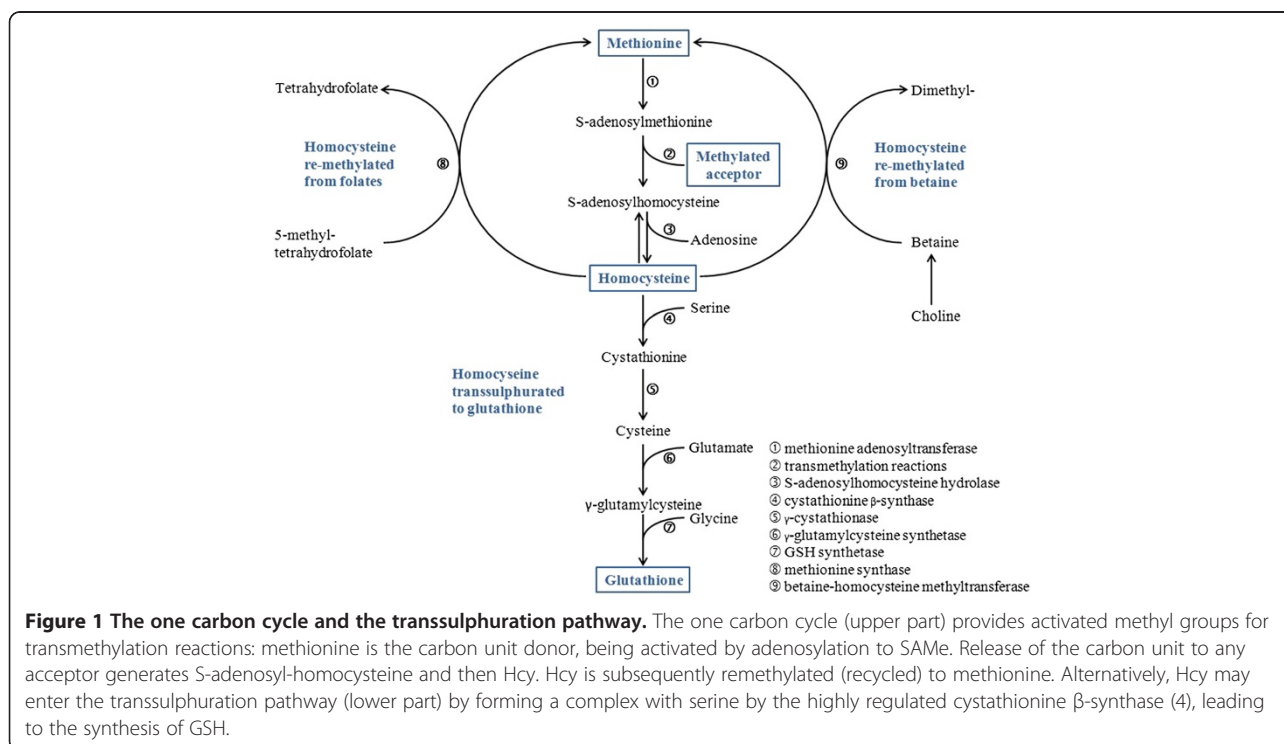 Methionine
①
Tetrahydrofolate
Dimethyl-
S-adenosylmethionine
Homocysteine
re-methylated
from folates
⑧
②
Methylated
acceptor
⑨
Homocysteine
re-methylated
from betaine
S-adenosylhomocysteine
③
Adenosine
5-methyl-
tetrahydrofolate
Betaine
Homocysteine
④
Serine
Choline
Cystathionine
Homocyseine
transsulphurated
to glutathione
⑤
Cysteine
⑥
Glutamate
γ-glutamylcysteine
⑦
Glycine
Glutathione
① methionine adenosyltransferase
② transmethylation reactions
③ S-adenosylhomocysteine hydrolase
④ cystathionine β-synthase
⑤ γ-cystathionase
⑥ γ-glutamylcysteine synthetase
⑦ GSH synthetase
⑧ methionine synthase
⑨ betaine-homocysteine methyltransferase
Figure 1 The one carbon cycle and the transsulphuration pathway. The one carbon cycle (upper part) provides activated methyl groups for
transmethylation reactions: methionine is the carbon unit donor, being activated by adenosylation to SAMe. Release of the carbon unit to any
acceptor generates S-adenosyl-homocysteine and then Hcy. Hcy is subsequently remethylated (recycled) to methionine. Alternatively, Hcy may
enter the transsulphuration pathway (lower part) by forming a complex with serine by the highly regulated cystathionine β-synthase (4), leading
to the synthesis of GSH.